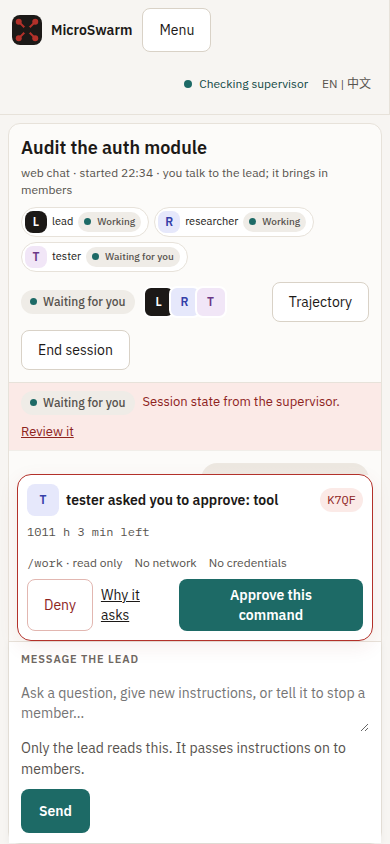 MicroSwarm
Menu
Checking supervisor EN | 中文
Audit the auth module
web chat · started 22:34 · you talk to the lead; it brings in
members
L lead Working R researcher Working
T tester Waiting for you
Waiting for you L R T Trajectory
End session
Waiting for you Session state from the supervisor.
Review it
T tester asked you to approve: tool K7QF
1011 h 3 min left
/work · read only No network No credentials
Deny
Why it
asks
Approve this
command
MESSAGE THE LEAD
Ask a question, give new instructions, or tell it to stop a
member...
Only the lead reads this. It passes instructions on to
members.
Send